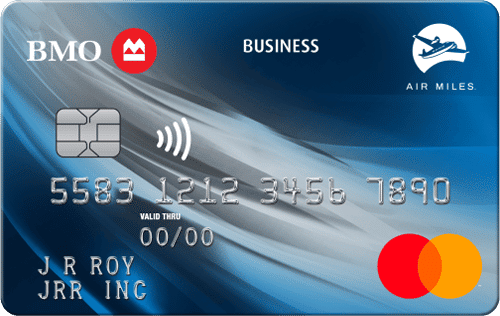 BMO
BUSINESS
AIR MILES
5583 1212 3456 7890
VALID THRU
00/00
J R ROY
JRR INC